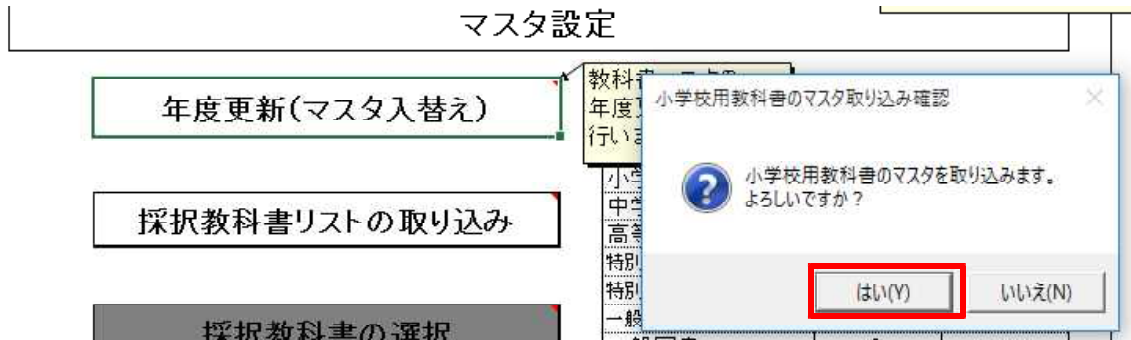 マスタ設定
年度更新(マスタ入替え)
教科
年度
行いま
小学校用教科書のマスタ取り込み確認
小学校用教科書のマスタを取り込みます。
よろしいですか？
はい(Y)
いいえ(N)
採択教科書リストの取り込み
小学
中学
高等
特別
特別
一般
採択教科書の選択